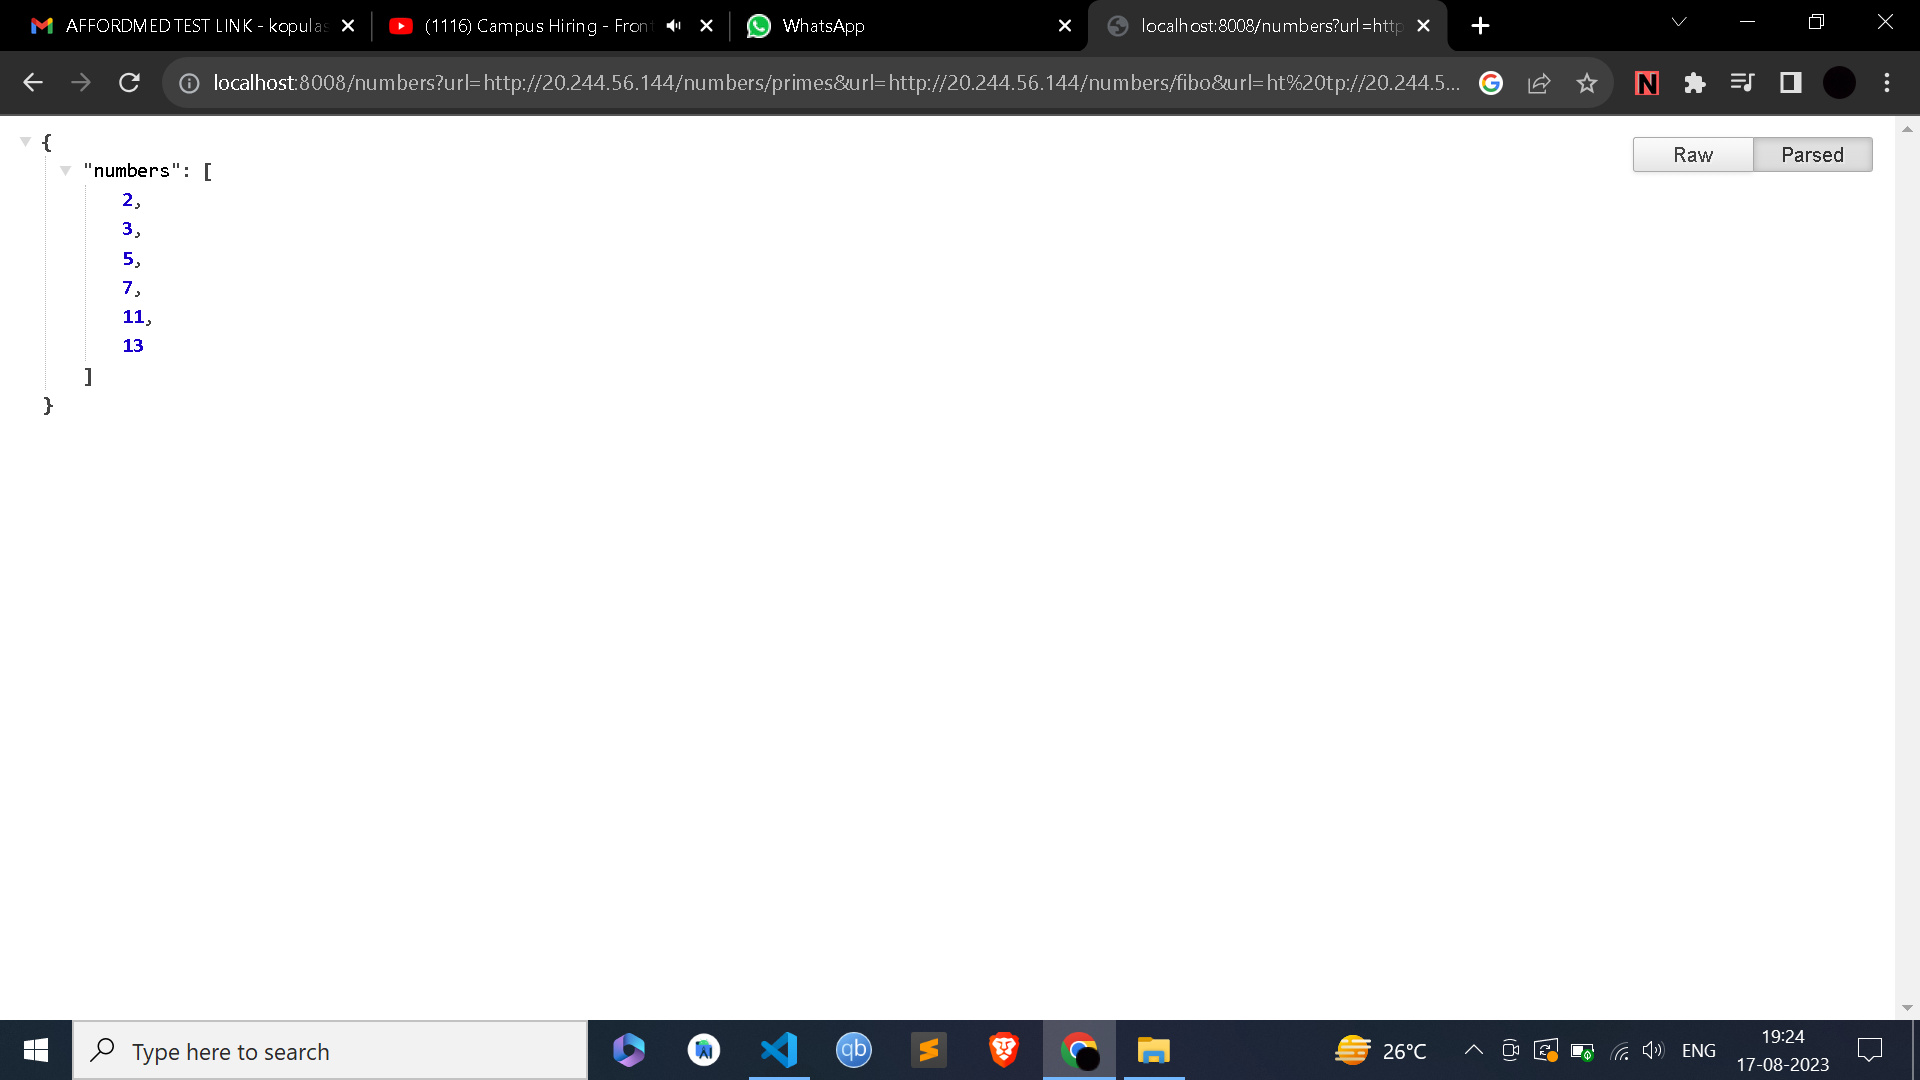 AFFORDMED TEST LINK - kopulas
(1116) Campus Hiring - Front
WhatsApp
localhost:8008/numbers?url=http
localhost:8008/numbers?url=http://20.244.56.144/numbers/primes&url=http://20.244.56.144/numbers/fibo&url=ht%20tp://20.244.5...
Raw
Parsed
{
"numbers": [
2,
3,
5,
7,
11,
13
]
}
Type here to search
qb
26°C
ENG
19:24
17-08-2023